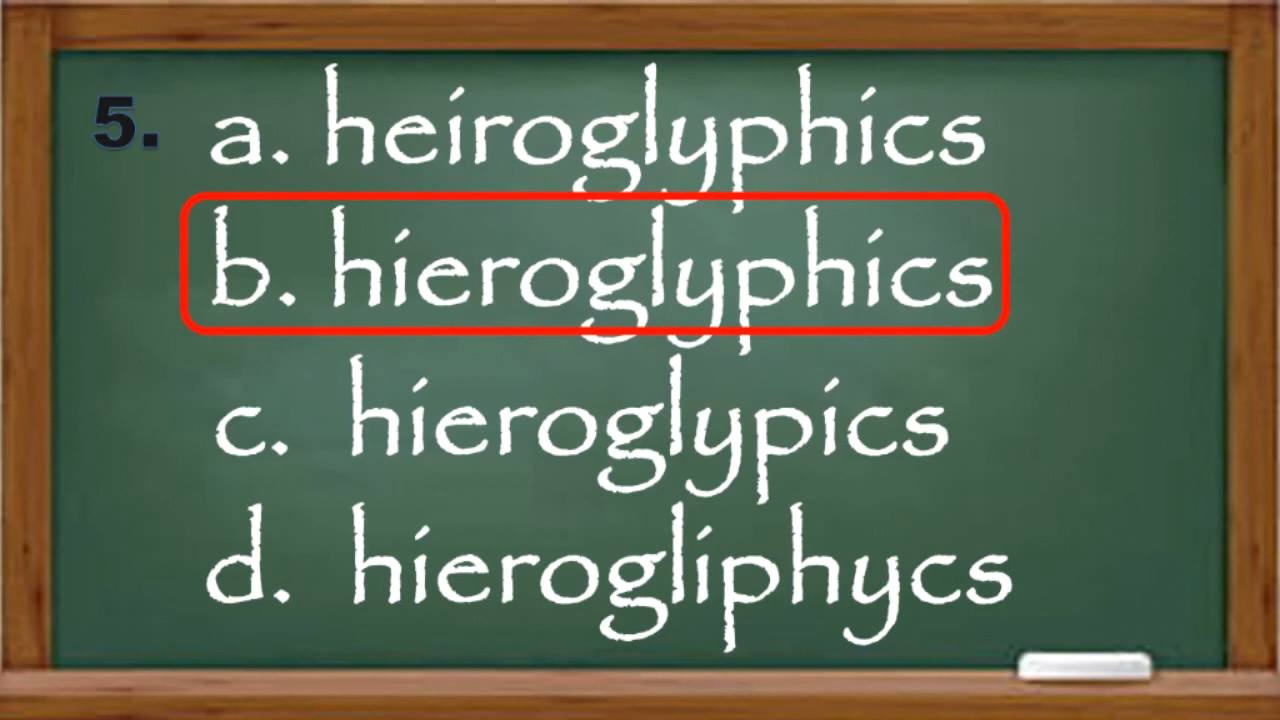 5. a. heiroglyphics
b. hieroglyphics
c. hieroglypics
d. hierogliphycs